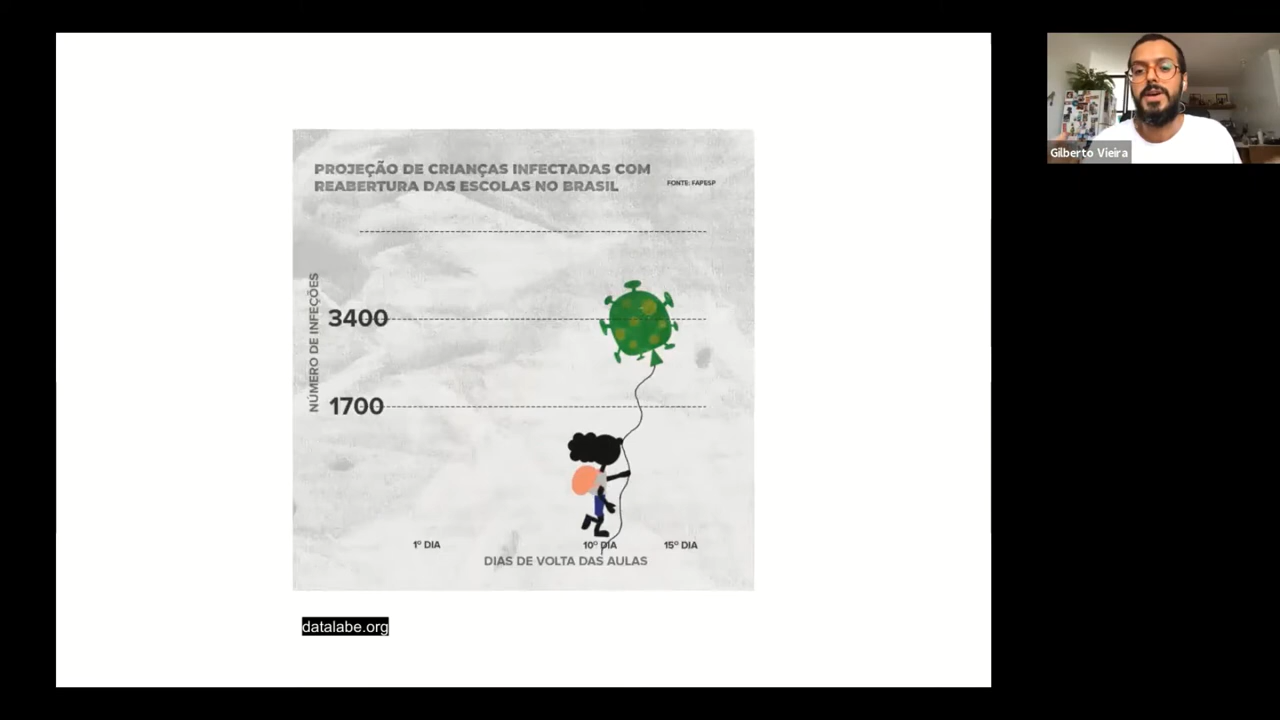 PROJEÇÃO DE CRIANÇAS INFECTADAS COM
REABERTURA DAS ESCOLAS NO BRASIL
FONTE: FAPESP
NÚMERO DE INFEÇÕES
3400
1700
1º DIA
10º DIA
15º DIA
DIAS DE VOLTA DAS AULAS
datalabe.org
Gilberto Vieira